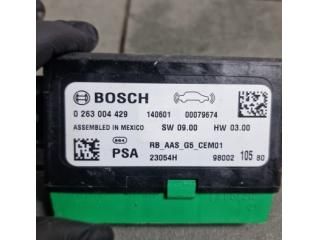 BOSCH
0 263 004 429 140601 00079674
ASSEMBLED IN MEXICO SW 09.00 HW 03.00
PSA RB_AAS_G5_CEM01
23054H 98002 105 80